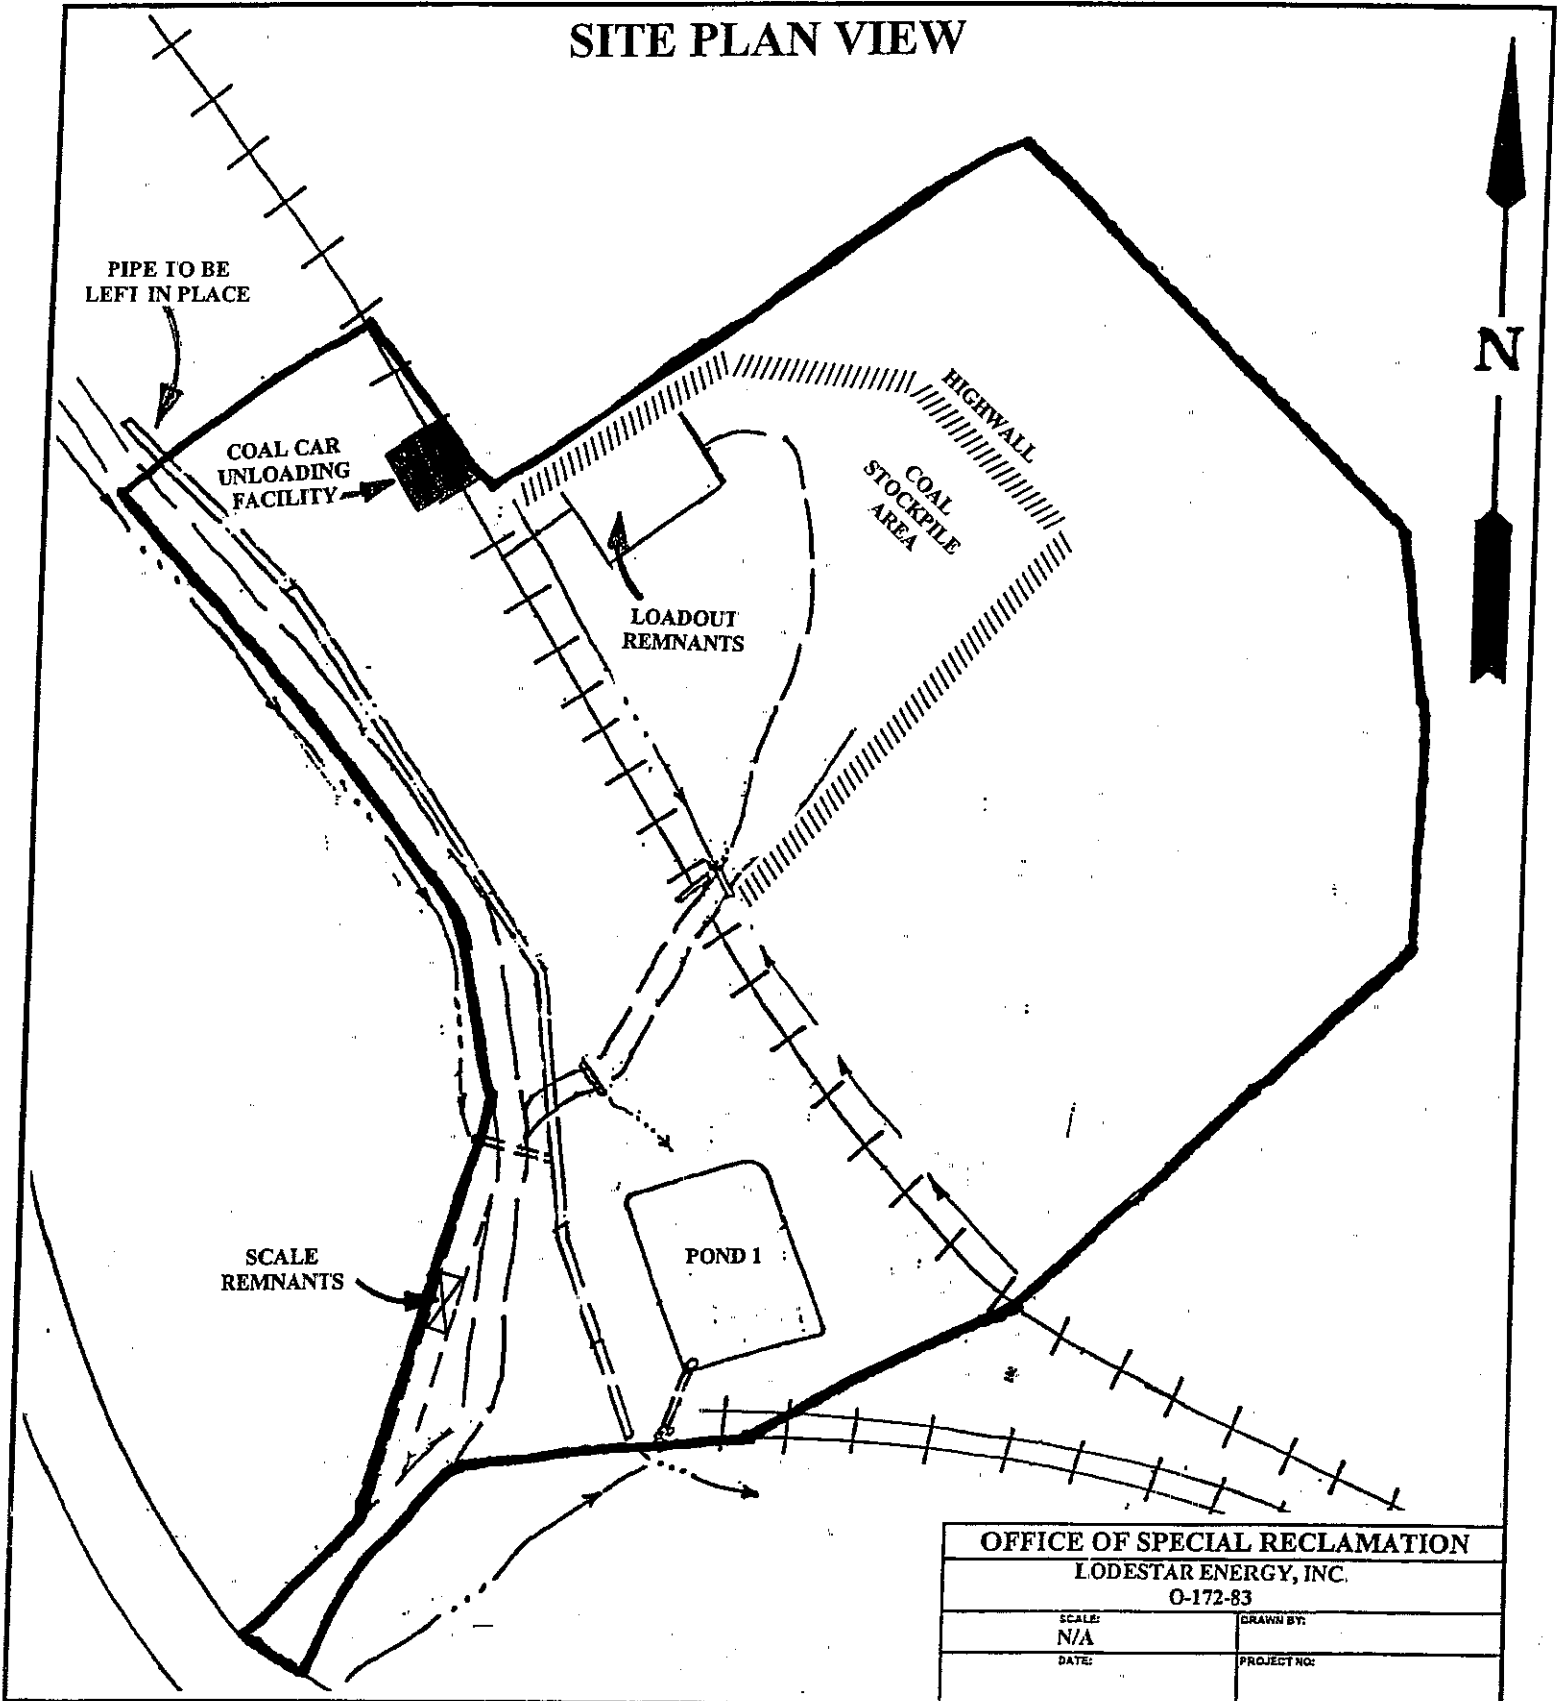 SITE PLAN VIEW
PIPE TO BE
LEFT IN PLACE
N
HIGHWALL
COAL CAR
UNLOADING
FACILITY
COAL
STOCKPILE
AREA
LOADOUT
REMNANTS
SCALE
REMNANTS
POND 1
OFFICE OF SPECIAL RECLAMATION
LODESTAR ENERGY, INC.
O-172-83
SCALE:
N/A
DRAWN BY:
DATE:
PROJECT NO: